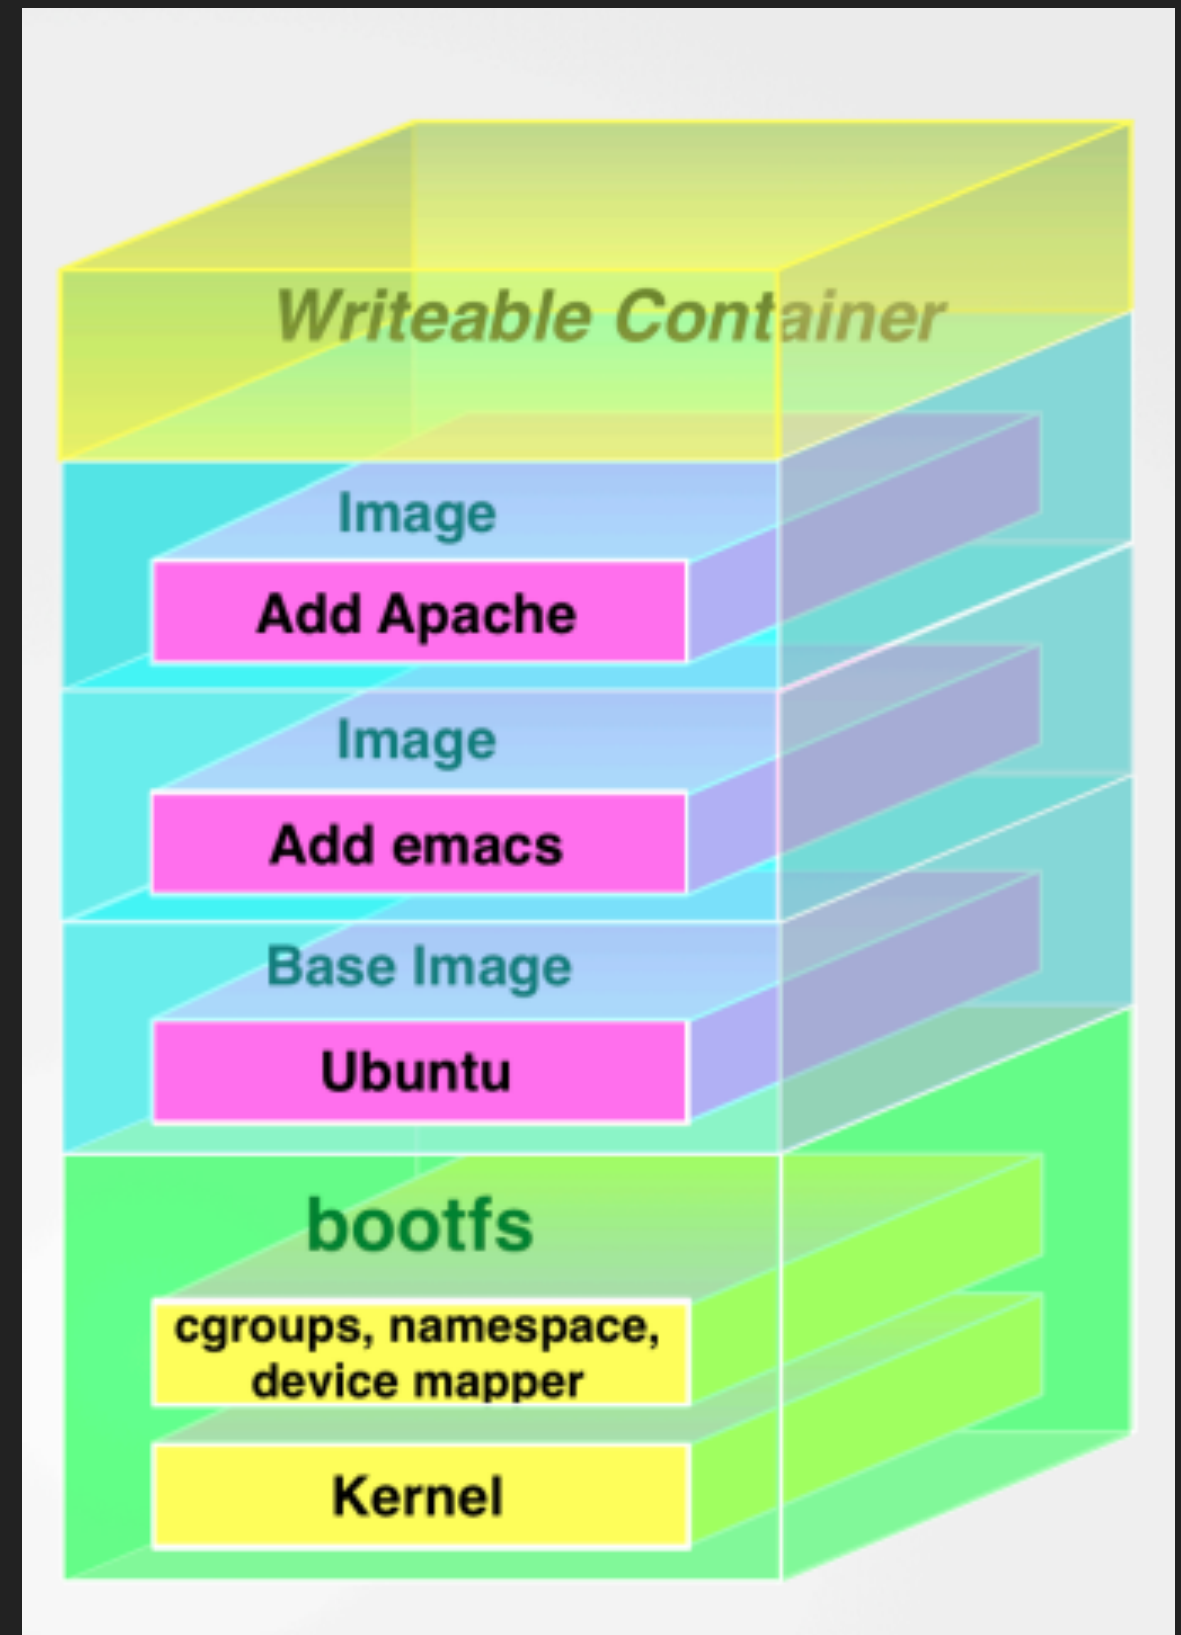 Writeable Container
Image
Add Apache
Image
Add emacs
Base Image
Ubuntu
bootfs
cgroups, namespace,
device mapper
Kernel